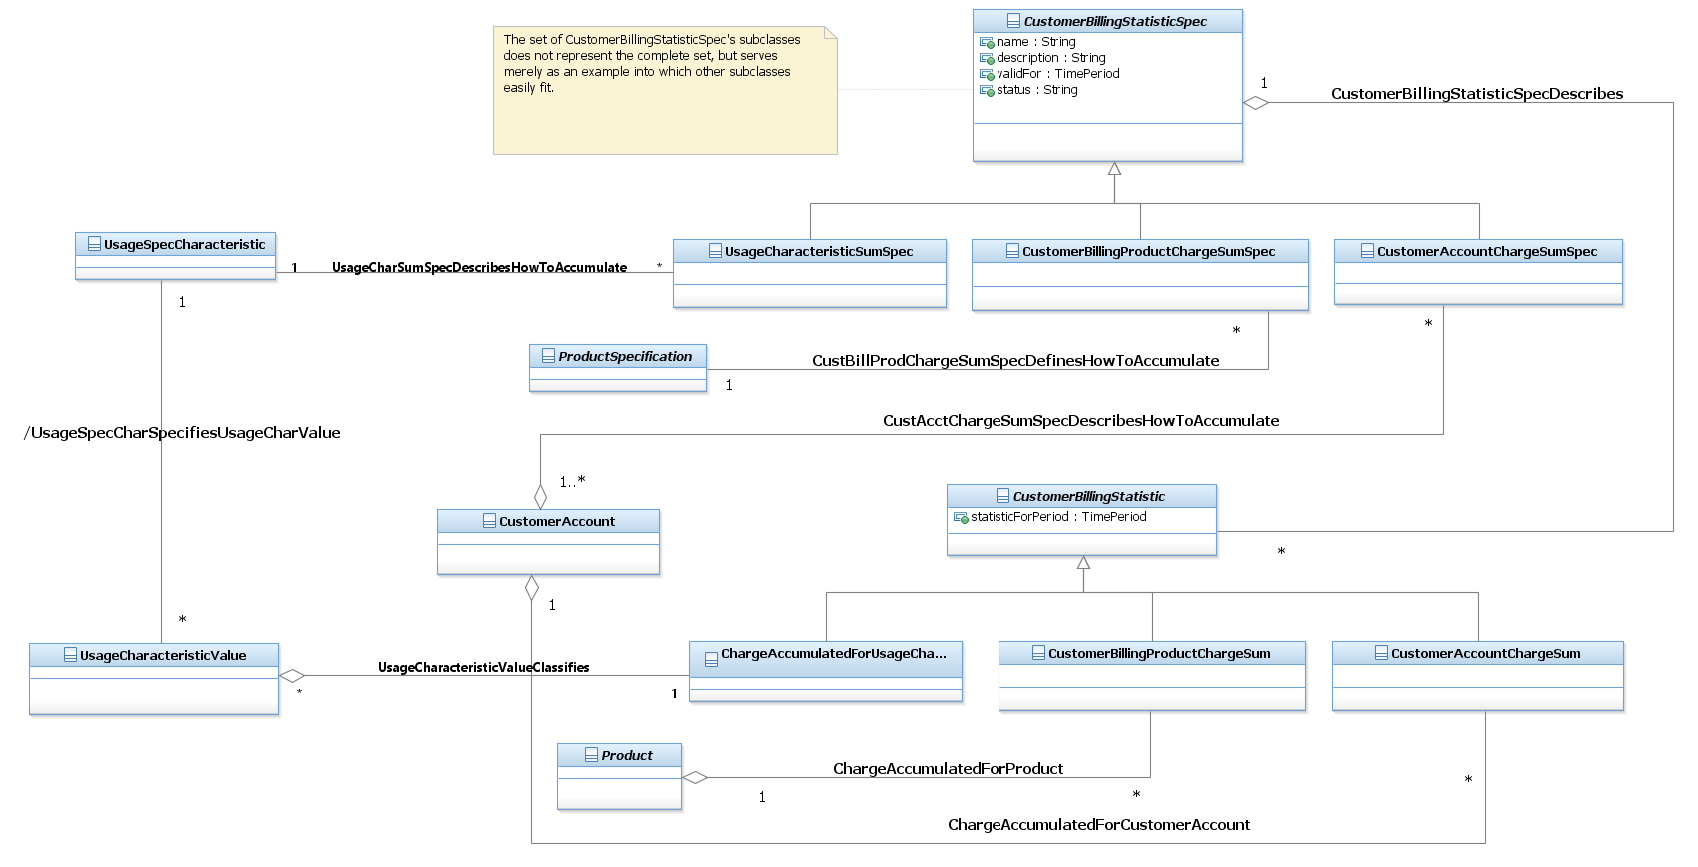 CustomerBillingStatisticSpec
name : String
description : String
validFor : TimePeriod
status : String
The set of CustomerBillingStatisticSpec's subclasses
does not represent the complete set, but serves
merely as an example into which other subclasses
easily fit.
1
CustomerBillingStatisticSpecDescribes
UsageSpecCharacteristic
1
UsageCharSumSpecDescribesHowToAccumulate
*
UsageCharacteristicSumSpec
CustomerBillingProductChargeSumSpec
CustomerAccountChargeSumSpec
1
*
*
ProductSpecification
1
CustBillProdChargeSumSpecDefinesHowToAccumulate
CustAcctChargeSumSpecDescribesHowToAccumulate
/UsageSpecCharSpecifiesUsageCharValue
1..*
CustomerAccount
1
CustomerBillingStatistic
statisticForPeriod : TimePeriod
*
*
UsageCharacteristicValue
*
UsageCharacteristicValueClassifies
1
ChargeAccumulatedForUsageCha...
CustomerBillingProductChargeSum
CustomerAccountChargeSum
Product
1
ChargeAccumulatedForProduct
*
*
ChargeAccumulatedForCustomerAccount